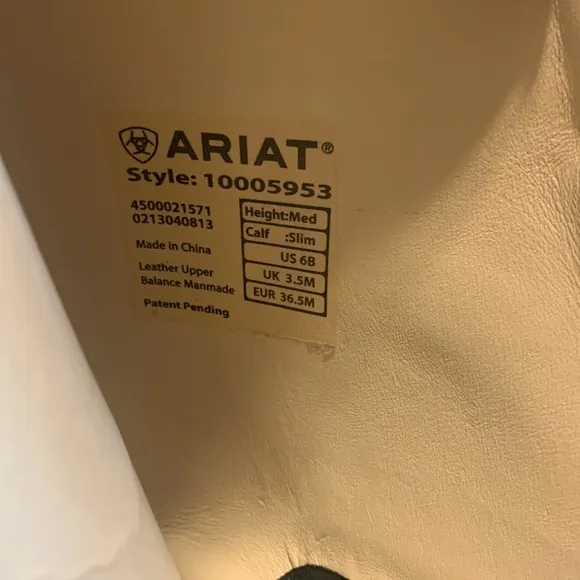 ARIAT®
Style: 10005953
4500021571
0213040813
Made in China
Leather Upper
Balance Manmade
Patent Pending
Height:Med
Calf :Slim
US 6B
UK 3.5M
EUR 36.5M